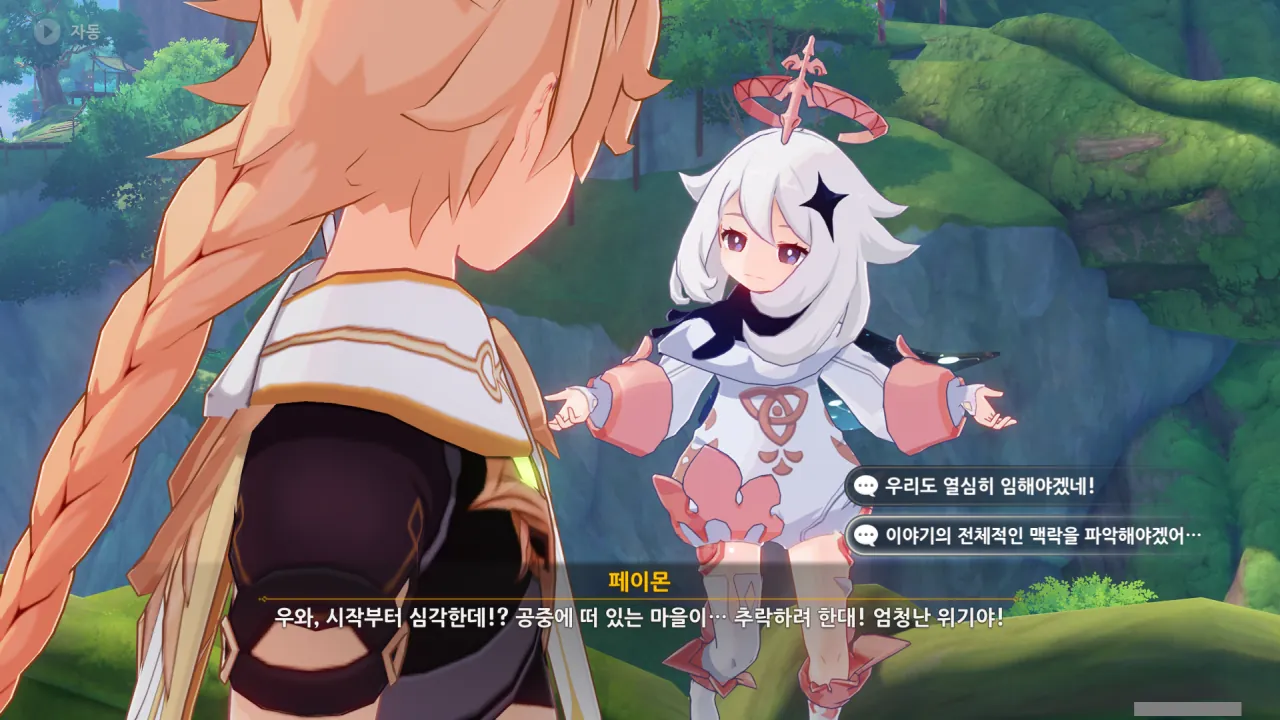 자동
우리도 열심히 임해야겠네!
이야기의 전체적인 맥락을 파악해야겠어…
페이몬
우와, 시작부터 심각한데!? 공중에 떠 있는 마을이… 추락하려 한대! 엄청난 위기야!